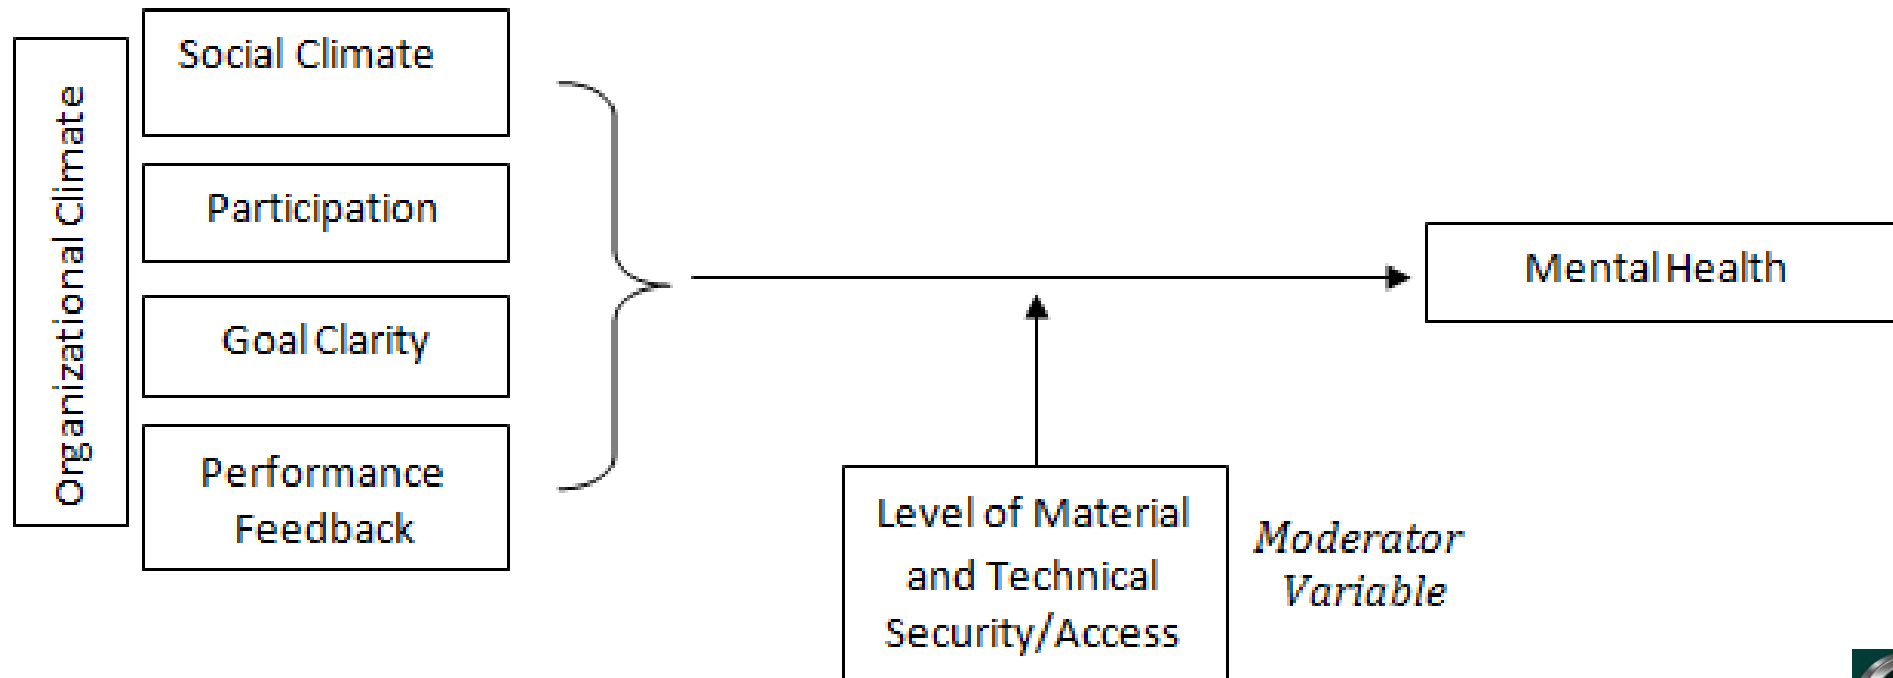 Organizational Climate
Social Climate
Participation
Goal Clarity
Performance
Feedback
Mental Health
Level of Material
and Technical
Security/Access
Moderator
Variable